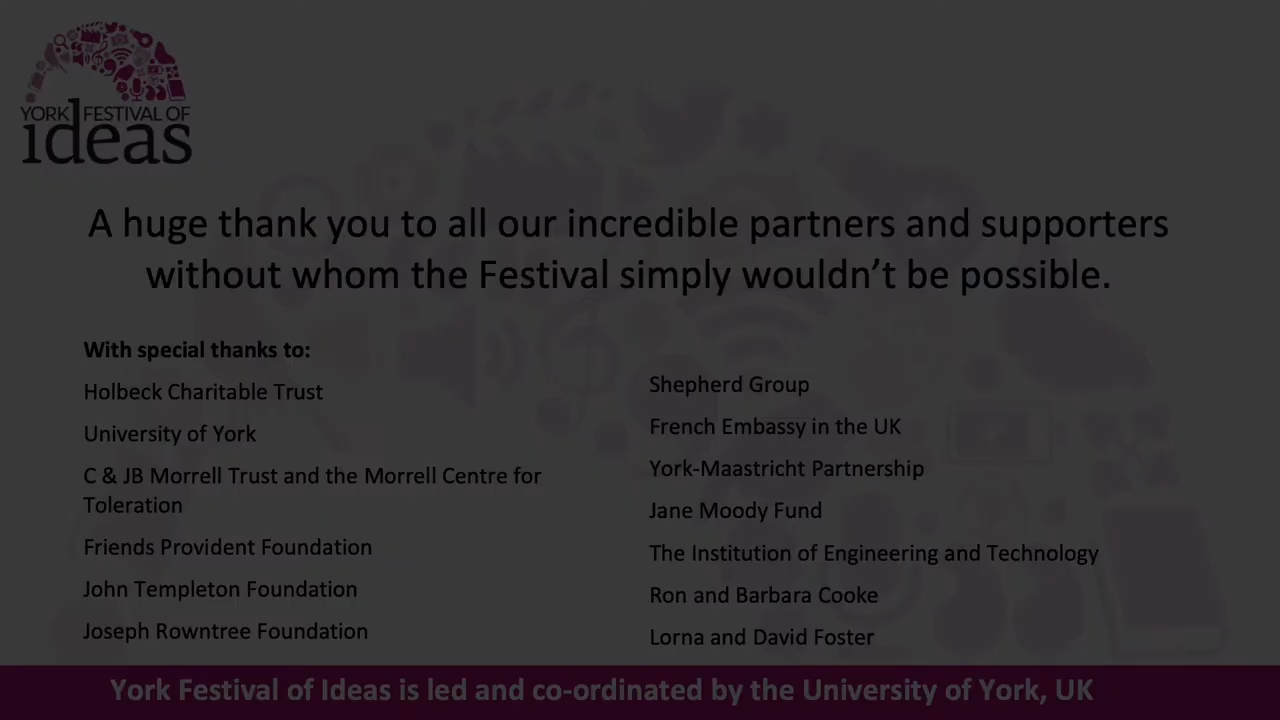 YORK FESTIVAL OF
ideas
A huge thank you to all our incredible partners and supporters
without whom the Festival simply wouldn’t be possible.
With special thanks to:
Holbeck Charitable Trust
University of York
C & JB Morrell Trust and the Morrell Centre for
Toleration
Friends Provident Foundation
John Templeton Foundation
Joseph Rowntree Foundation
Shepherd Group
French Embassy in the UK
York-Maastricht Partnership
Jane Moody Fund
The Institution of Engineering and Technology
Ron and Barbara Cooke
Lorna and David Foster
York Festival of Ideas is led and co-ordinated by the University of York, UK